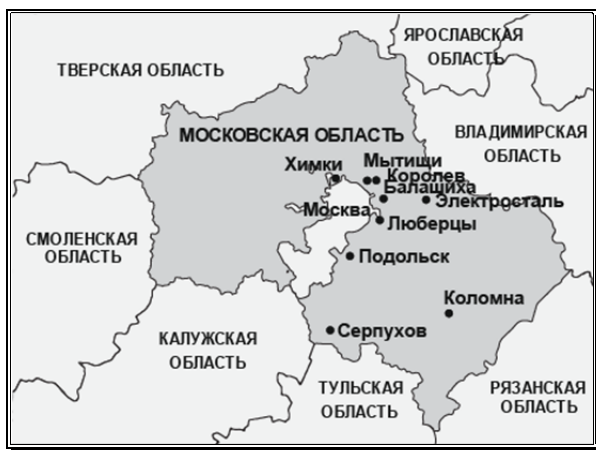 ЯРОСЛАВСКАЯ
ОБЛАСТЬ
ТВЕРСКАЯ ОБЛАСТЬ
МОСКОВСКАЯ ОБЛАСТЬ
ВЛАДИМИРСКАЯ
ОБЛАСТЬ
Химки
Мытищи
Королев
Балашиха
Электросталь
Москва
Люберцы
СМОЛЕНСКАЯ
ОБЛАСТЬ
Подольск
Коломна
Серпухов
КАЛУЖСКАЯ
ОБЛАСТЬ
ТУЛЬСКАЯ
ОБЛАСТЬ
РЯЗАНСКАЯ
ОБЛАСТЬ